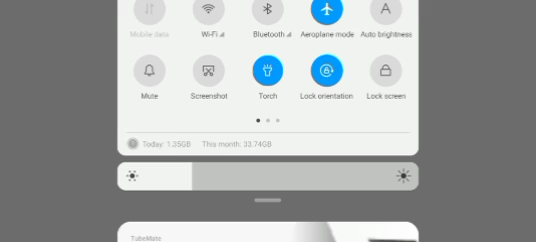 Mobile data Wi-Fi Bluetooth Aeroplane mode Auto brightness
Mute Screenshot Torch Lock orientation Lock screen
Today: 1.35GB This month: 33.74GB
TubeMate